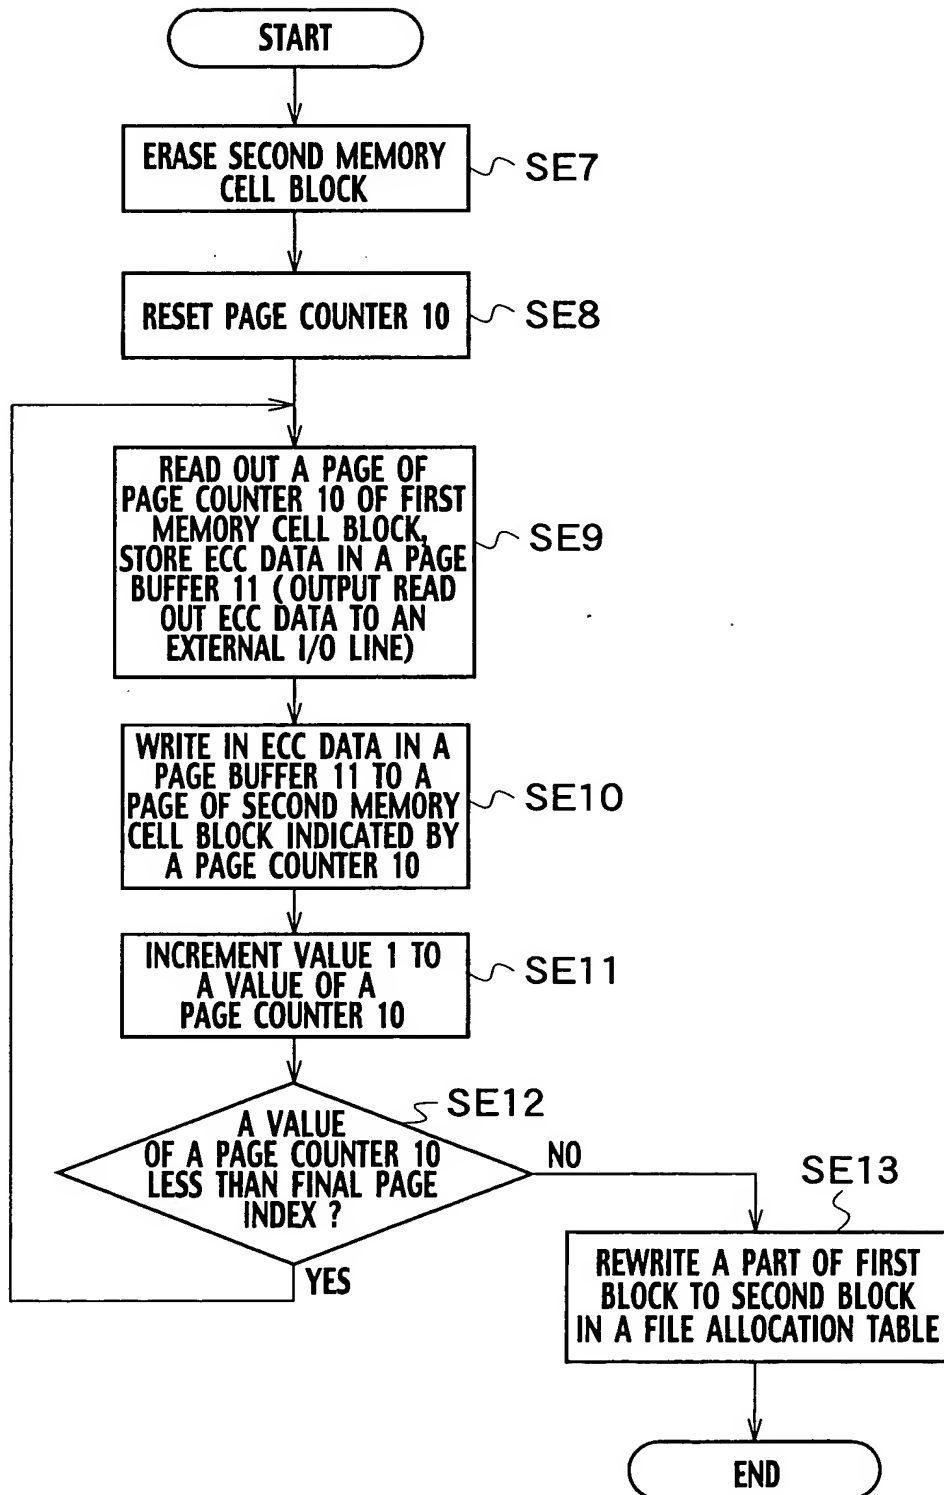 START
ERASE SECOND MEMORY
CELL BLOCK
SE7
RESET PAGE COUNTER 10
SE8
READ OUT A PAGE OF
PAGE COUNTER 10 OF FIRST
MEMORY CELL BLOCK,
STORE ECC DATA IN A PAGE
BUFFER 11 (OUTPUT READ
OUT ECC DATA TO AN
EXTERNAL I/O LINE)
SE9
WRITE IN ECC DATA IN A
PAGE BUFFER 11 TO A
PAGE OF SECOND MEMORY
CELL BLOCK INDICATED BY
A PAGE COUNTER 10
SE10
INCREMENT VALUE 1 TO
A VALUE OF A
PAGE COUNTER 10
SE11
SE12
A VALUE
OF A PAGE COUNTER 10
LESS THAN FINAL PAGE
INDEX ?
NO
YES
SE13
REWRITE A PART OF FIRST
BLOCK TO SECOND BLOCK
IN A FILE ALLOCATION TABLE
END